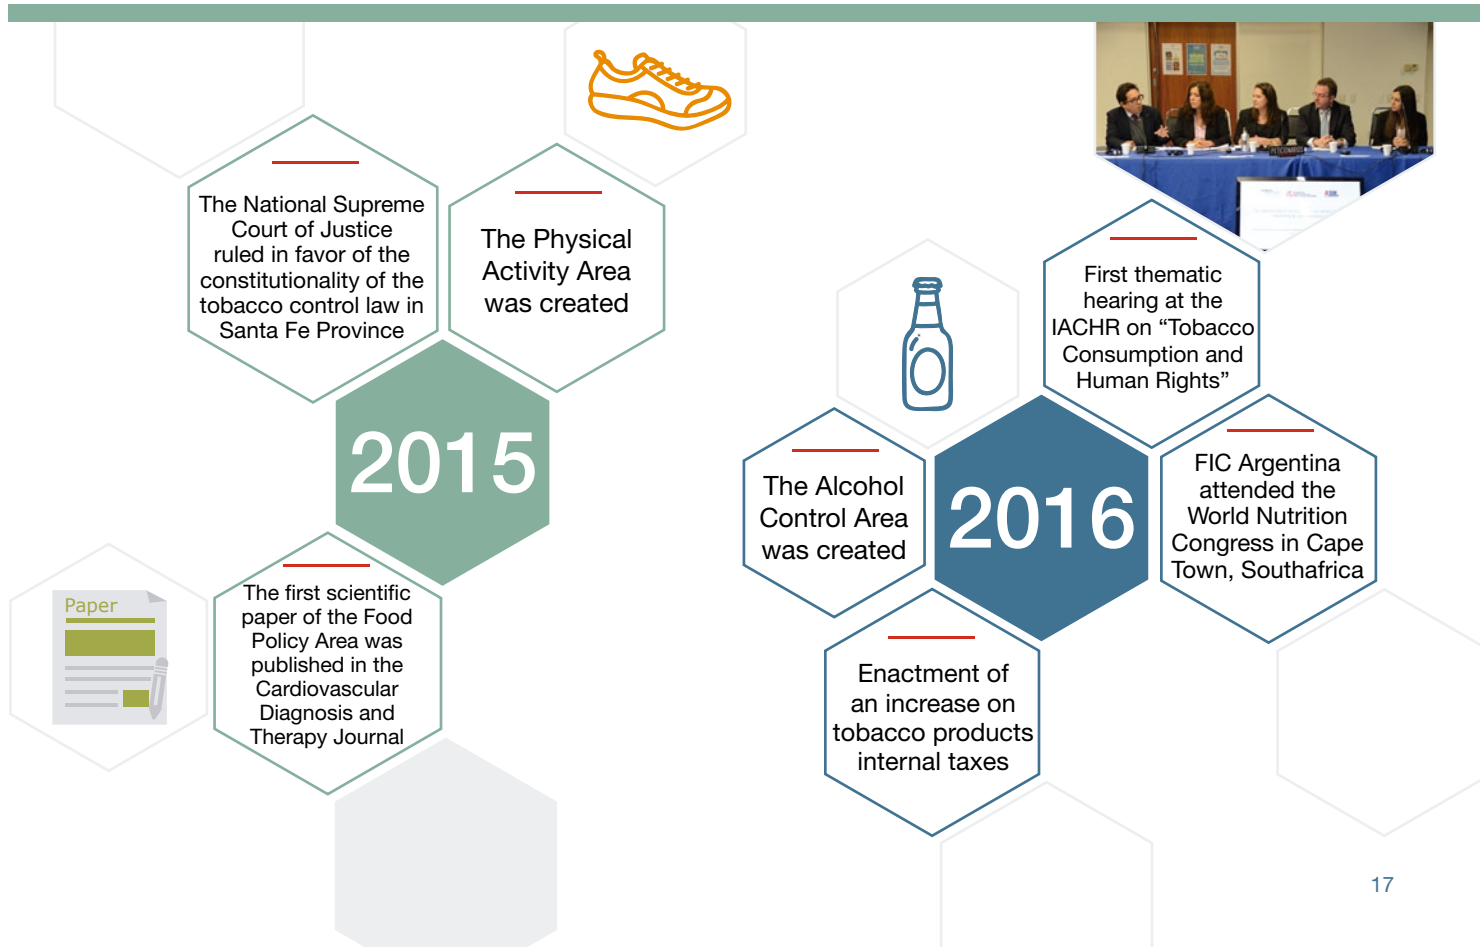 The National Supreme
Court of Justice
ruled in favor of the
constitutionality of the
tobacco control law in
Santa Fe Province
The Physical
Activity Area
was created
2015
Paper
The first scientific
paper of the Food
Policy Area was
published in the
Cardiovascular
Diagnosis and
Therapy Journal
PETICIONARIOS
First thematic
hearing at the
IACHR on “Tobacco
Consumption and
Human Rights”
The Alcohol
Control Area
was created
2016
FIC Argentina
attended the
World Nutrition
Congress in Cape
Town, Southafrica
Enactment of
an increase on
tobacco products
internal taxes
17